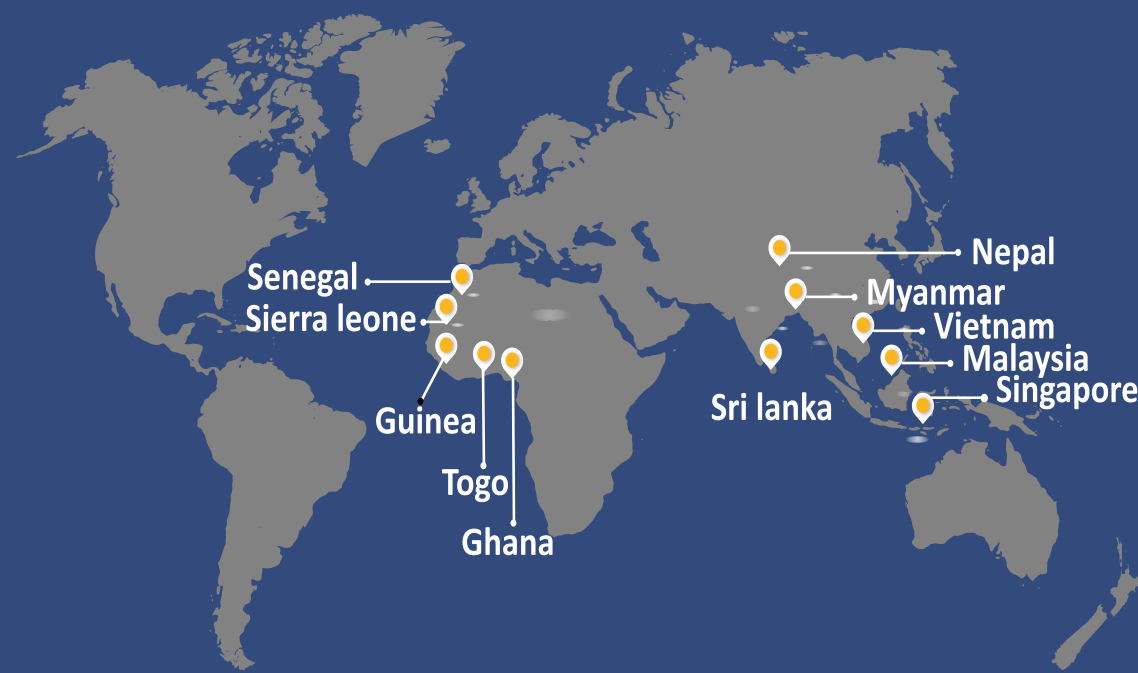 Nepal
Senegal
Myanmar
Sierra leone
Vietnam
Malaysia
Singapore
Sri lanka
Guinea
Togo
Ghana